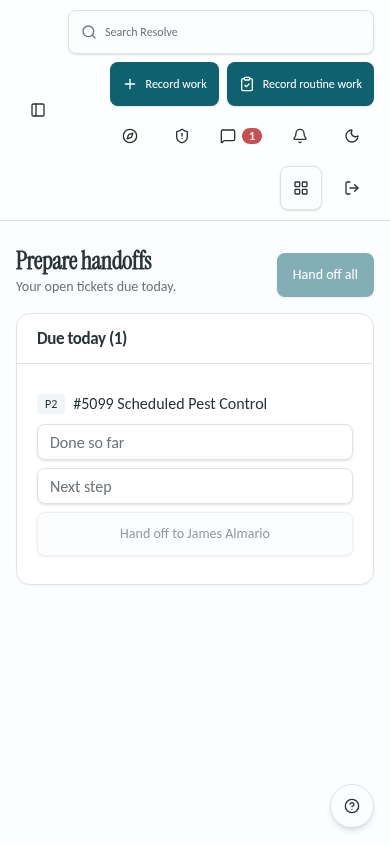 Search Resolve
Record work
Record routine work
1
Prepare handoffs
Your open tickets due today.
Hand off all
Due today (1)
P2 #5099 Scheduled Pest Control
Done so far
Next step
Hand off to James Almario